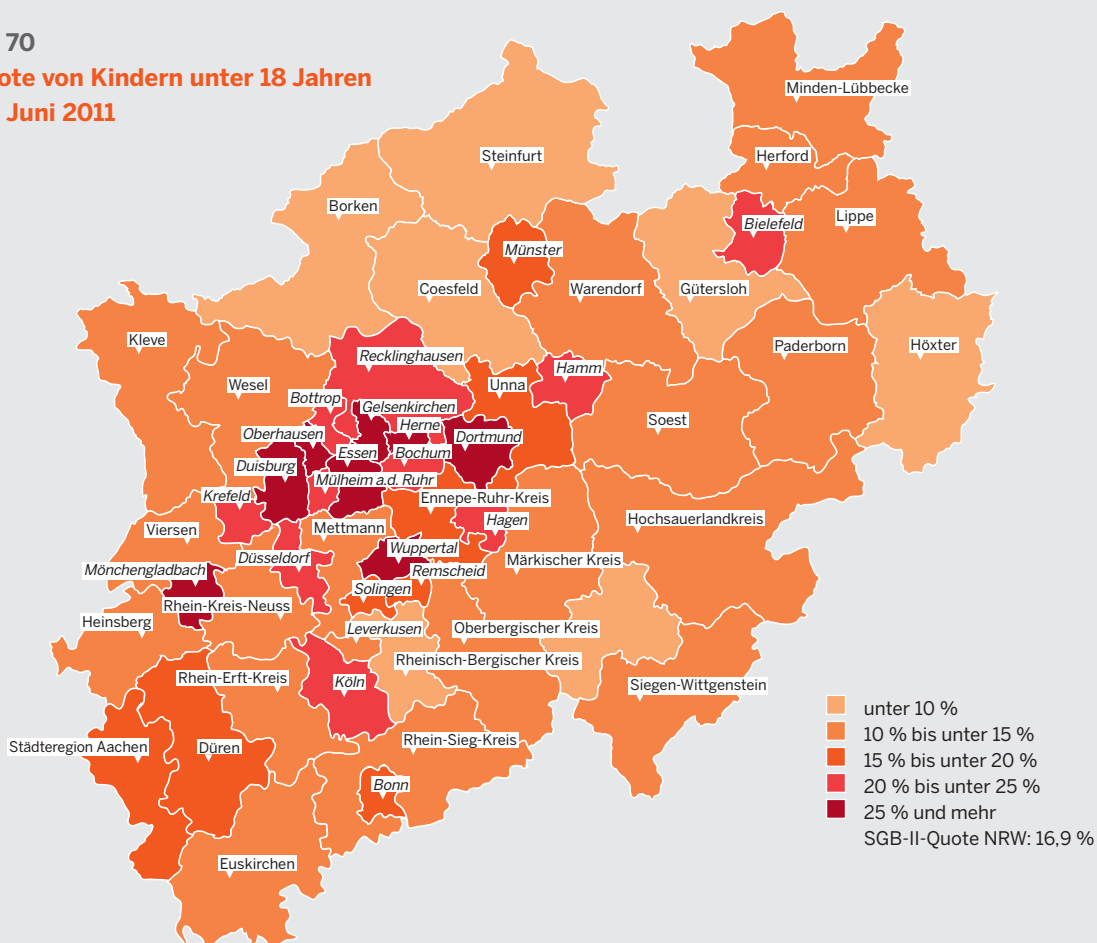 70
ote von Kindern unter 18 Jahren
Juni 2011
Minden-Lübbecke
Steinfurt
Herford
Borken
Lippe
Bielefeld
Münster
Coesfeld
Warendorf
Gütersloh
Kleve
Paderborn
Höxter
Recklinghausen
Hamm
Wesel
Unna
Bottrop
Gelsenkirchen
Soest
Herne
Oberhausen
Dortmund
Essen
Bochum
Duisburg
Mülheim a.d. Ruhr
Krefeld
Ennepe-Ruhr-Kreis
Hagen
Hochsauerlandkreis
Viersen
Mettmann
Wuppertal
Düsseldorf
Märkischer Kreis
Mönchengladbach
Remscheid
Solingen
Rhein-Kreis-Neuss
Heinsberg
Leverkusen
Oberbergischer Kreis
Rheinisch-Bergischer Kreis
Rhein-Erft-Kreis
Köln
Siegen-Wittgenstein
Rhein-Sieg-Kreis
Städteregion Aachen
Düren
Bonn
Euskirchen
unter 10 %
10 % bis unter 15 %
15 % bis unter 20 %
20 % bis unter 25 %
25 % und mehr
SGB-II-Quote NRW: 16,9 %